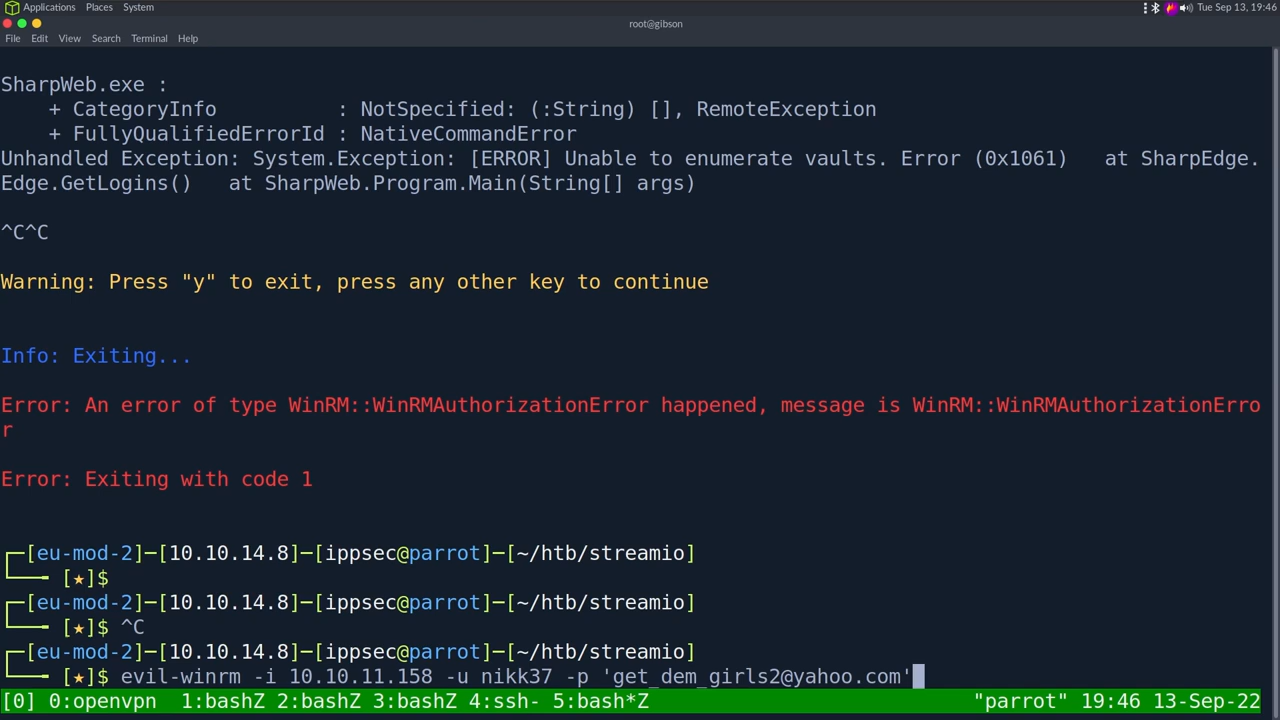 Applications Places System Tue Sep 13, 19:46
root@gibson
File Edit View Search Terminal Help
SharpWeb.exe :
    + CategoryInfo          : NotSpecified: (:String) [], RemoteException
    + FullyQualifiedErrorId : NativeCommandError
Unhandled Exception: System.Exception: [ERROR] Unable to enumerate vaults. Error (0x1061)   at SharpEdge.
Edge.GetLogins()   at SharpWeb.Program.Main(String[] args)
^C^C
Warning: Press "y" to exit, press any other key to continue
Info: Exiting...
Error: An error of type WinRM::WinRMAuthorizationError happened, message is WinRM::WinRMAuthorizationErro
r
Error: Exiting with code 1
┌─[eu-mod-2]─[10.10.14.8]─[ippsec@parrot]─[~/htb/streamio]
└──╼ [★]$
┌─[eu-mod-2]─[10.10.14.8]─[ippsec@parrot]─[~/htb/streamio]
└──╼ [★]$ ^C
┌─[eu-mod-2]─[10.10.14.8]─[ippsec@parrot]─[~/htb/streamio]
└──╼ [★]$ evil-winrm -i 10.10.11.158 -u nikk37 -p 'get_dem_girls2@yahoo.com'
[0] 0:openvpn  1:bashZ 2:bashZ 3:bashZ 4:ssh- 5:bash*Z "parrot" 19:46 13-Sep-22